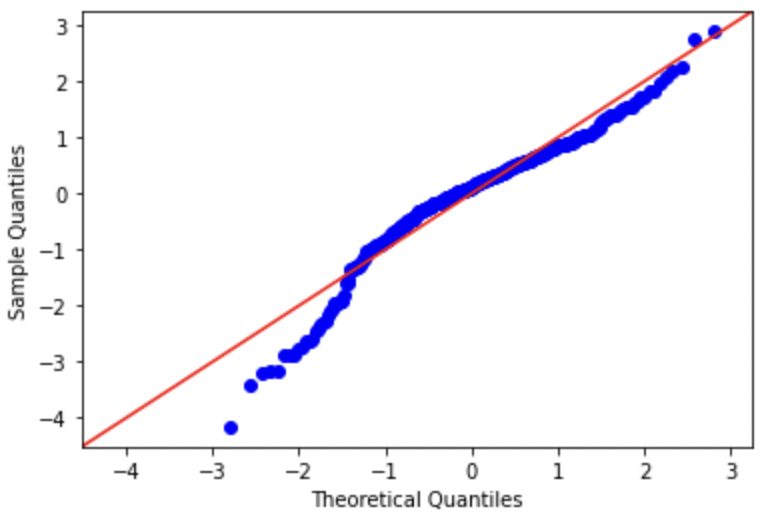 3
2
1
0
−1
−2
−3
−4
Sample Quantiles
−4 −3 −2 −1 0 1 2 3
Theoretical Quantiles